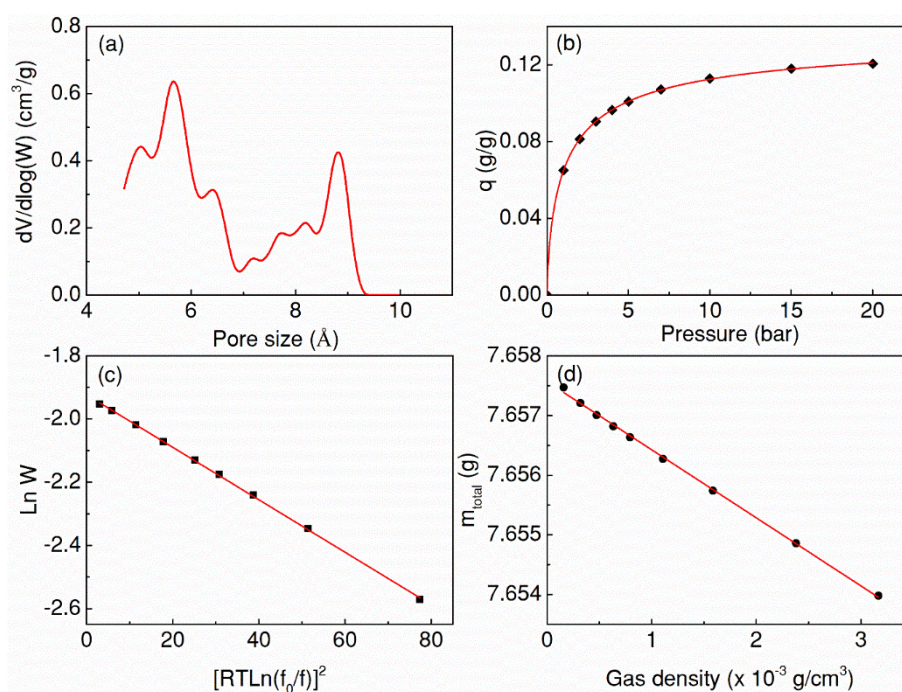 (a)
dV/dlog(W) (cm³/g)
0.8
0.6
0.4
0.2
0.0
4 6 8 10
Pore size (Å)
(b)
q (g/g)
0.12
0.08
0.04
0.00
0 5 10 15 20
Pressure (bar)
(c)
Ln W
-1.8
-2.0
-2.2
-2.4
-2.6
0 20 40 60 80
[RTLn(f₀/f)]²
(d)
m_total (g)
7.658
7.657
7.656
7.655
7.654
0 1 2 3
Gas density (x 10⁻³ g/cm³)